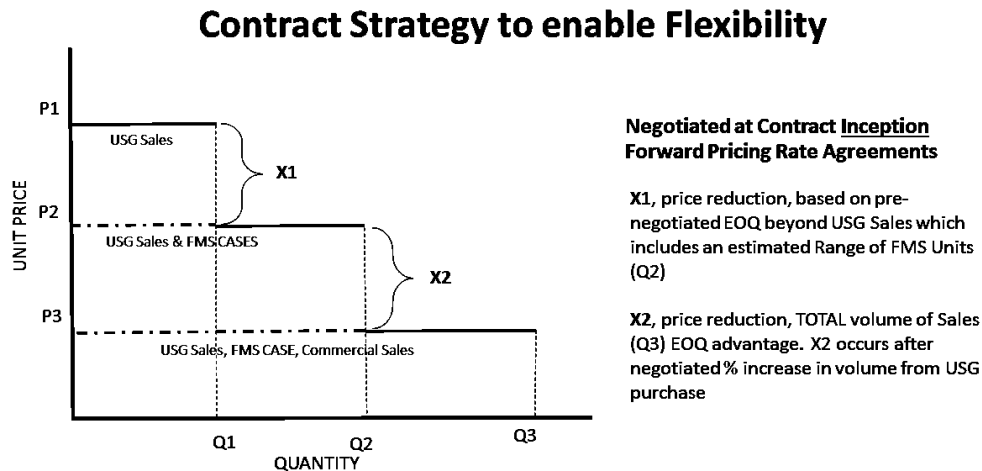 Contract Strategy to enable Flexibility
P1
USG Sales
X1
P2
USG Sales & FMS CASES
X2
P3
USG Sales, FMS CASE, Commercial Sales
UNIT PRICE
Q1
Q2
Q3
QUANTITY
Negotiated at Contract Inception
Forward Pricing Rate Agreements
X1, price reduction, based on pre-
negotiated EOQ beyond USG Sales which
includes an estimated Range of FMS Units
(Q2)
X2, price reduction, TOTAL volume of Sales
(Q3) EOQ advantage. X2 occurs after
negotiated % increase in volume from USG
purchase